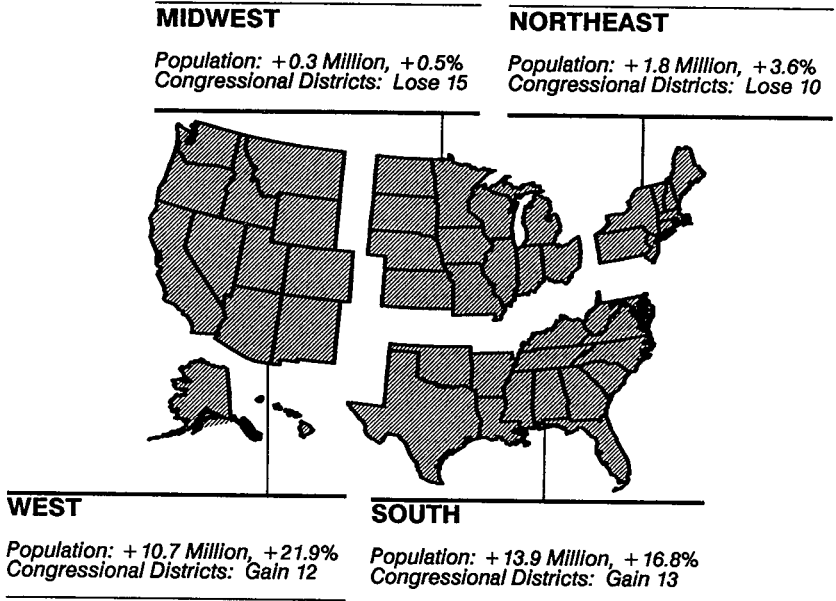 MIDWEST
Population: +0.3 Million, +0.5%
Congressional Districts: Lose 15
NORTHEAST
Population: +1.8 Million, +3.6%
Congressional Districts: Lose 10
WEST
Population: +10.7 Million, +21.9%
Congressional Districts: Gain 12
SOUTH
Population: +13.9 Million, +16.8%
Congressional Districts: Gain 13